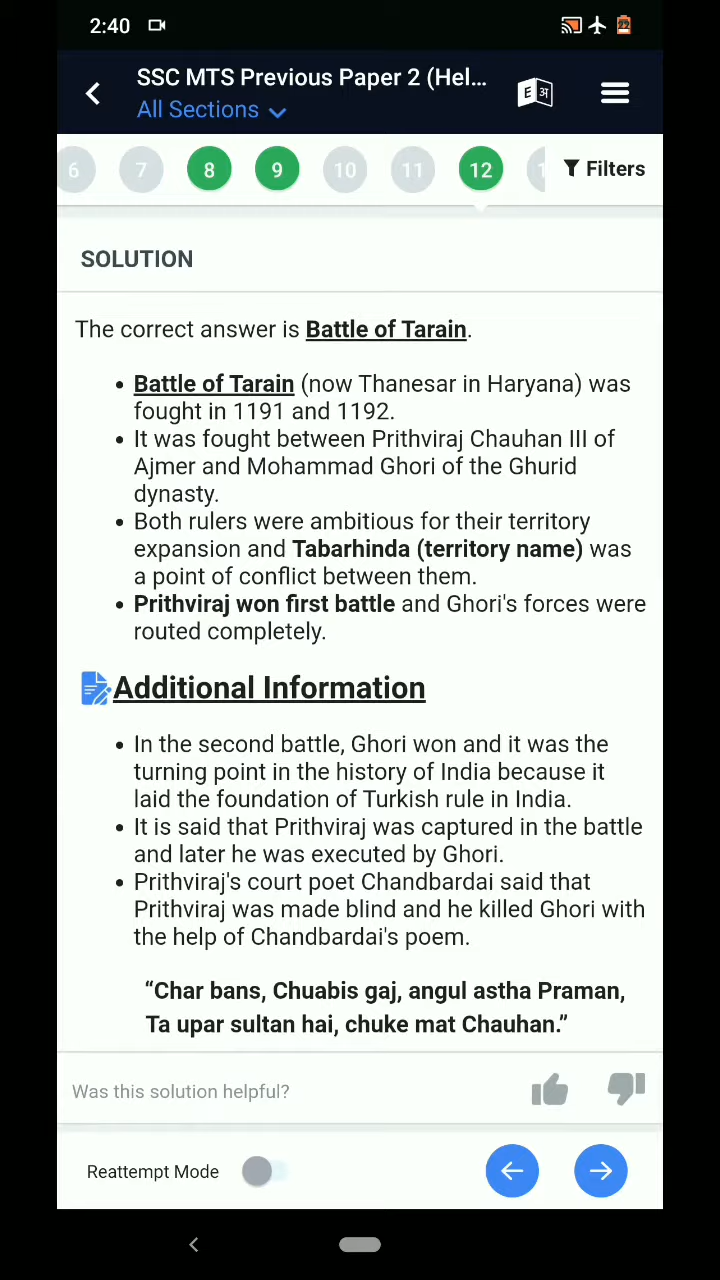 2:40
22
SSC MTS Previous Paper 2 (Hel...
E अ
All Sections
6 7 8 9 10 11 12 1 Filters
SOLUTION
The correct answer is Battle of Tarain.
• Battle of Tarain (now Thanesar in Haryana) was
fought in 1191 and 1192.
• It was fought between Prithviraj Chauhan III of
Ajmer and Mohammad Ghori of the Ghurid
dynasty.
• Both rulers were ambitious for their territory
expansion and Tabarhinda (territory name) was
a point of conflict between them.
• Prithviraj won first battle and Ghori's forces were
routed completely.
Additional Information
• In the second battle, Ghori won and it was the
turning point in the history of India because it
laid the foundation of Turkish rule in India.
• It is said that Prithviraj was captured in the battle
and later he was executed by Ghori.
• Prithviraj's court poet Chandbardai said that
Prithviraj was made blind and he killed Ghori with
the help of Chandbardai's poem.
“Char bans, Chuabis gaj, angul astha Praman,
Ta upar sultan hai, chuke mat Chauhan.”
Was this solution helpful?
Reattempt Mode